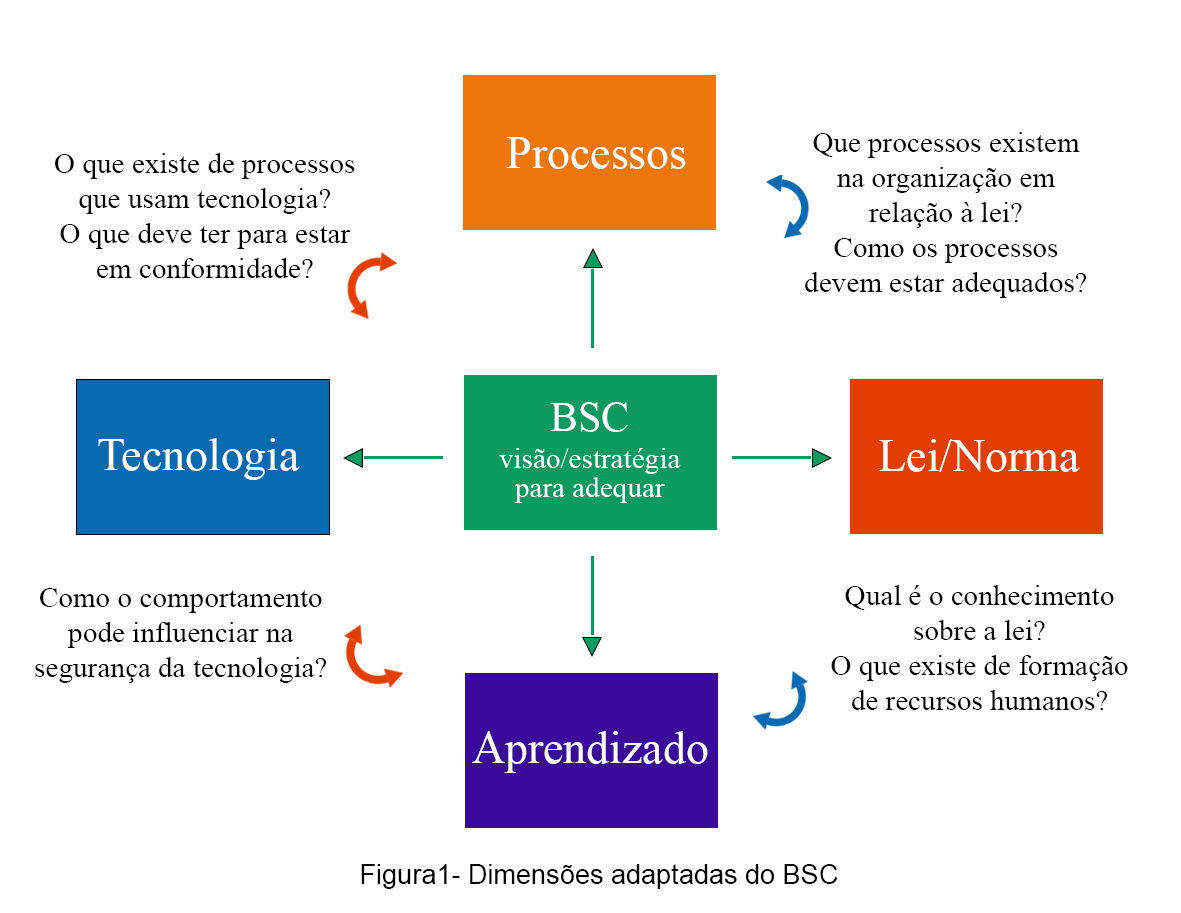 Processos
O que existe de processos
que usam tecnologia?
O que deve ter para estar
em conformidade?
Que processos existem
na organização em
relação à lei?
Como os processos
devem estar adequados?
Tecnologia
BSC
visão/estratégia
para adequar
Lei/Norma
Como o comportamento
pode influenciar na
segurança da tecnologia?
Qual é o conhecimento
sobre a lei?
O que existe de formação
de recursos humanos?
Aprendizado
Figura1- Dimensões adaptadas do BSC